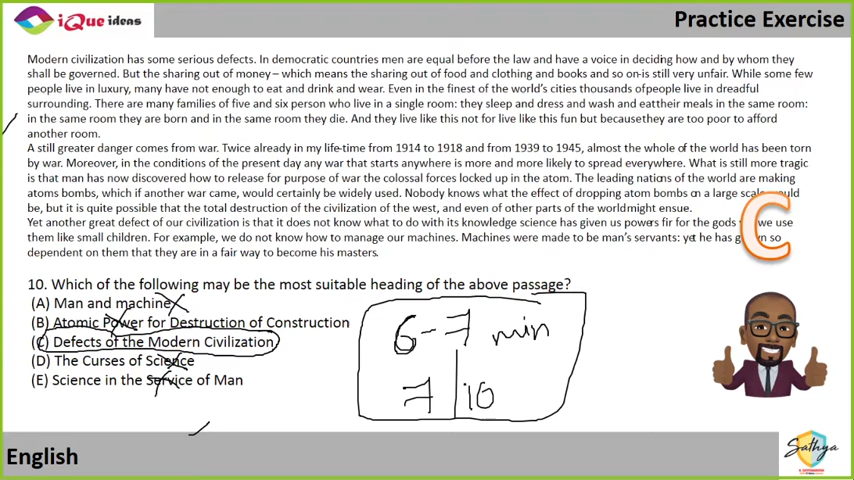 iQue ideas
Practice Exercise
Modern civilization has some serious defects. In democratic countries men are equal before the law and have a voice in deciding how and by whom they
shall be governed. But the sharing out of money – which means the sharing out of food and clothing and books and so on-is still very unfair. While some few
people live in luxury, many have not enough to eat and drink and wear. Even in the finest of the world's cities thousands of people live in dreadful
surrounding. There are many families of five and six person who live in a single room: they sleep and dress and wash and eattheir meals in the same room:
in the same room they are born and in the same room they die. And they live like this not for live like this fun but becausethey are too poor to afford
another room.
A still greater danger comes from war. Twice already in my life-time from 1914 to 1918 and from 1939 to 1945, almost the whole of the world has been torn
by war. Moreover, in the conditions of the present day any war that starts anywhere is more and more likely to spread everywhere. What is still more tragic
is that man has now discovered how to release for purpose of war the colossal forces locked up in the atom. The leading nations of the world are making
atoms bombs, which if another war came, would certainly be widely used. Nobody knows what the effect of dropping atom bombs on a large scale would
be, but it is quite possible that the total destruction of the civilization of the west, and even of other parts of the world might ensue.
Yet another great defect of our civilization is that it does not know what to do with its knowledge science has given us powers fir for the gods we use
them like small children. For example, we do not know how to manage our machines. Machines were made to be man's servants: yet he has grown so
dependent on them that they are in a fair way to become his masters.
C
10. Which of the following may be the most suitable heading of the above passage?
(A) Man and machine
(B) Atomic Power for Destruction of Construction
(C) Defects of the Modern Civilization
(D) The Curses of Science
(E) Science in the Service of Man
6-7 min
7 | 10
English
Sathya